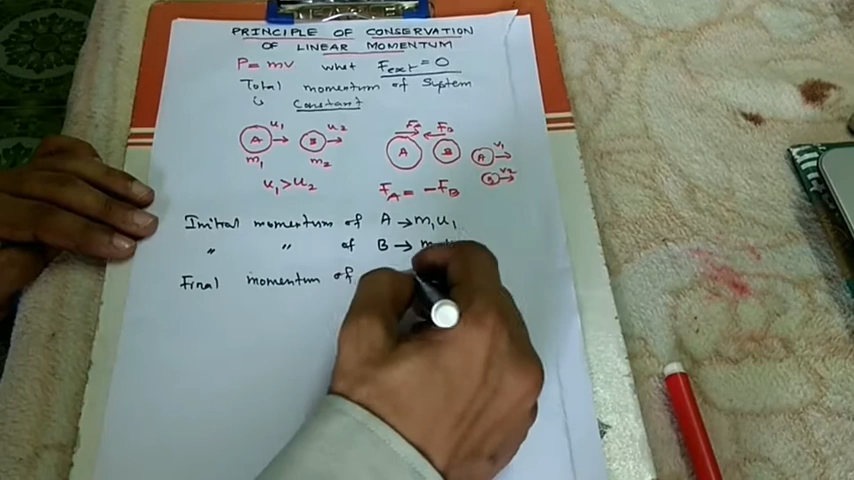 PRINCIPLE OF CONSERVATION
OF LINEAR MOMENTUM
P = mv when Fext = 0
Total momentum of System
is constant
A u₁ B u₂
m₁ m₂
u₁ > u₂
FA FB
A B A v₁
B v₂
FA = - FB
Initial momentum of A → m₁u₁
" " of B →
Final momentum of